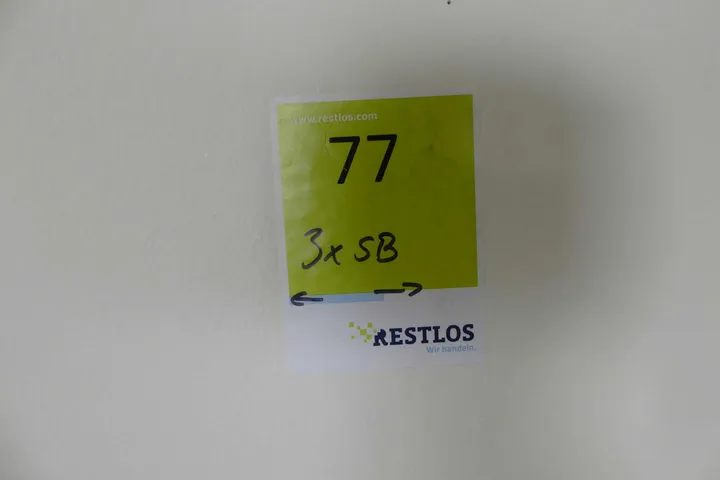 www.restlos.com
77
3x SB
← →
RESTLOS
Wir handeln.